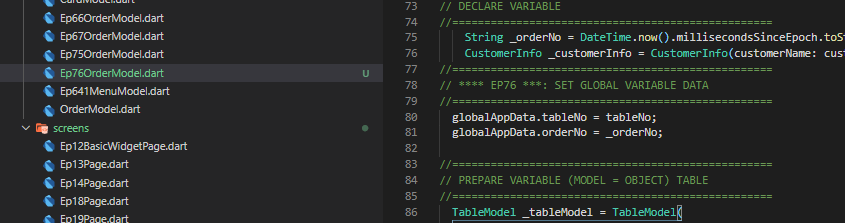 CardModel.dart
Ep66OrderModel.dart
Ep67OrderModel.dart
Ep75OrderModel.dart
Ep76OrderModel.dart U
Ep641MenuModel.dart
OrderModel.dart
screens
Ep12BasicWidgetPage.dart
Ep13Page.dart
Ep14Page.dart
Ep18Page.dart
Ep19Page.dart
73 // DECLARE VARIABLE
74 //================================================
75 String _orderNo = DateTime.now().millisecondsSinceEpoch.toSt
76 CustomerInfo _customerInfo = CustomerInfo(customerName: cust
77 //================================================
78 // **** EP76 ***: SET GLOBAL VARIABLE DATA
79 //================================================
80 globalAppData.tableNo = tableNo;
81 globalAppData.orderNo = _orderNo;
82
83 //================================================
84 // PREPARE VARIABLE (MODEL = OBJECT) TABLE
85 //================================================
86 TableModel _tableModel = TableModel(